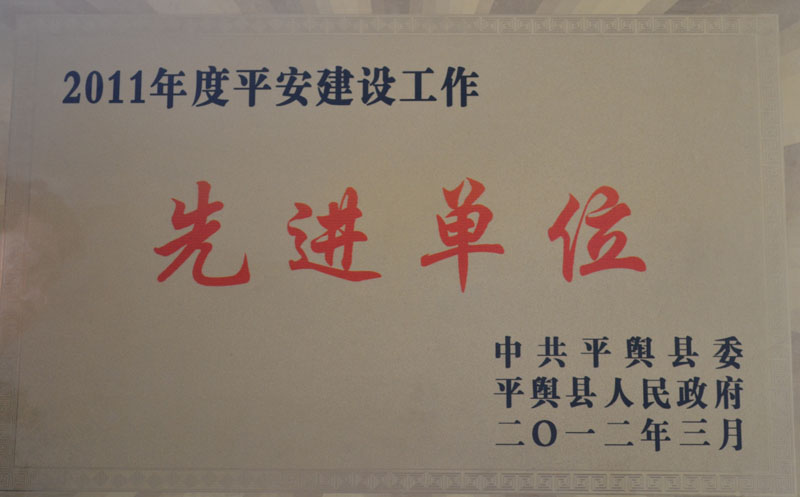 2011年度平安建设工作
先进单位
中共平舆县委
平舆县人民政府
二〇一二年三月